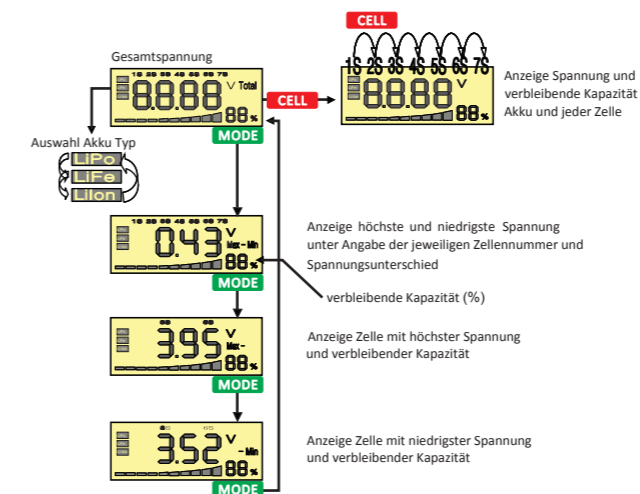 CELL
Gesamtspannung
1S 2S 3S 4S 5S 6S 7S
1S 2S 3S 4S 5S 6S 7S
8.8.8.8 V Total
88%
CELL
8.8.8.8 V
88%
Anzeige Spannung und
verbleibende Kapazität
Akku und jeder Zelle
MODE
Auswahl Akku Typ
LiPo
LiFe
LiIon
1S 2S 3S 4S 5S 6S 7S
0.43 V
Max - Min
88%
MODE
Anzeige höchste und niedrigste Spannung
unter Angabe der jeweiligen Zellennummer und
Spannungsunterschied
verbleibende Kapazität (%)
3.95 V
Max -
88%
MODE
Anzeige Zelle mit höchster Spannung
und verbleibender Kapazität
3.52 V
- Min
88%
MODE
Anzeige Zelle mit niedrigster Spannung
und verbleibender Kapazität